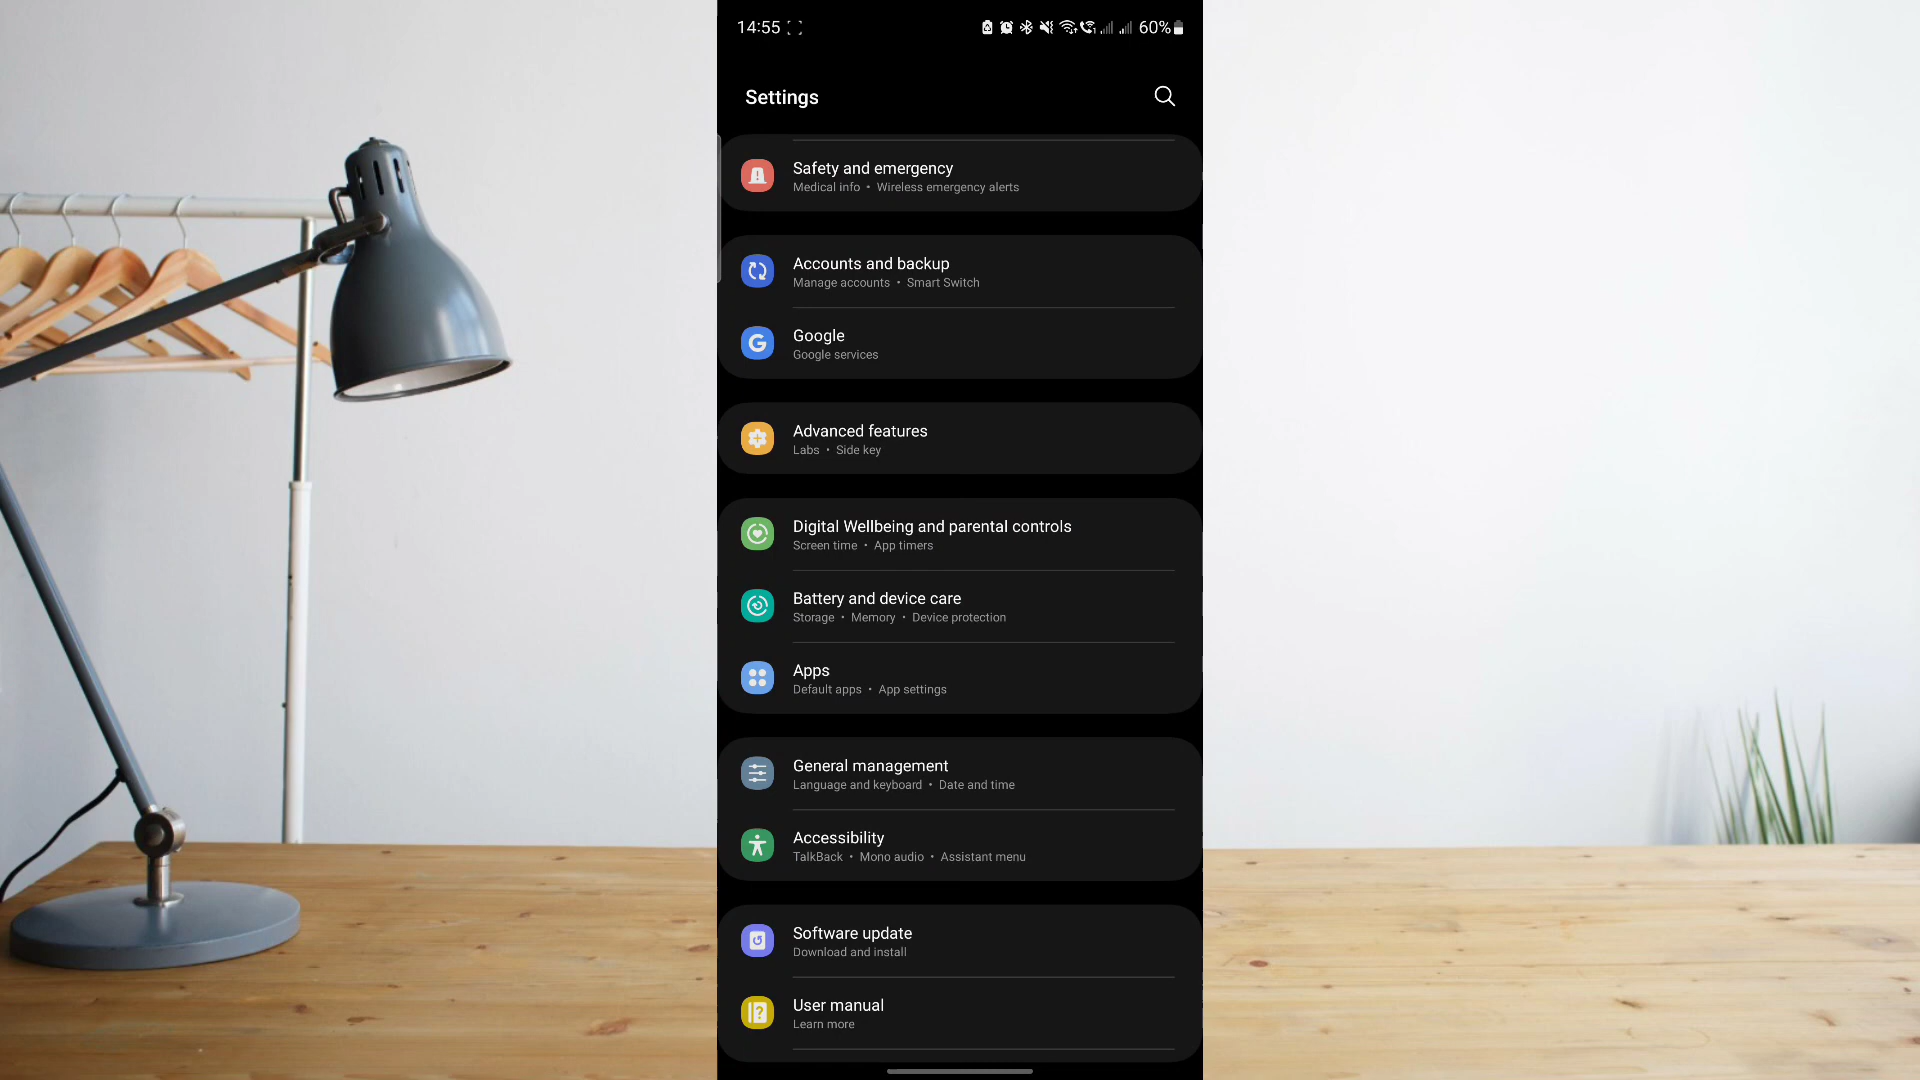 14:55 60%
Settings
Safety and emergency
Medical info • Wireless emergency alerts
Accounts and backup
Manage accounts • Smart Switch
Google
Google services
Advanced features
Labs • Side key
Digital Wellbeing and parental controls
Screen time • App timers
Battery and device care
Storage • Memory • Device protection
Apps
Default apps • App settings
General management
Language and keyboard • Date and time
Accessibility
TalkBack • Mono audio • Assistant menu
Software update
Download and install
User manual
Learn more